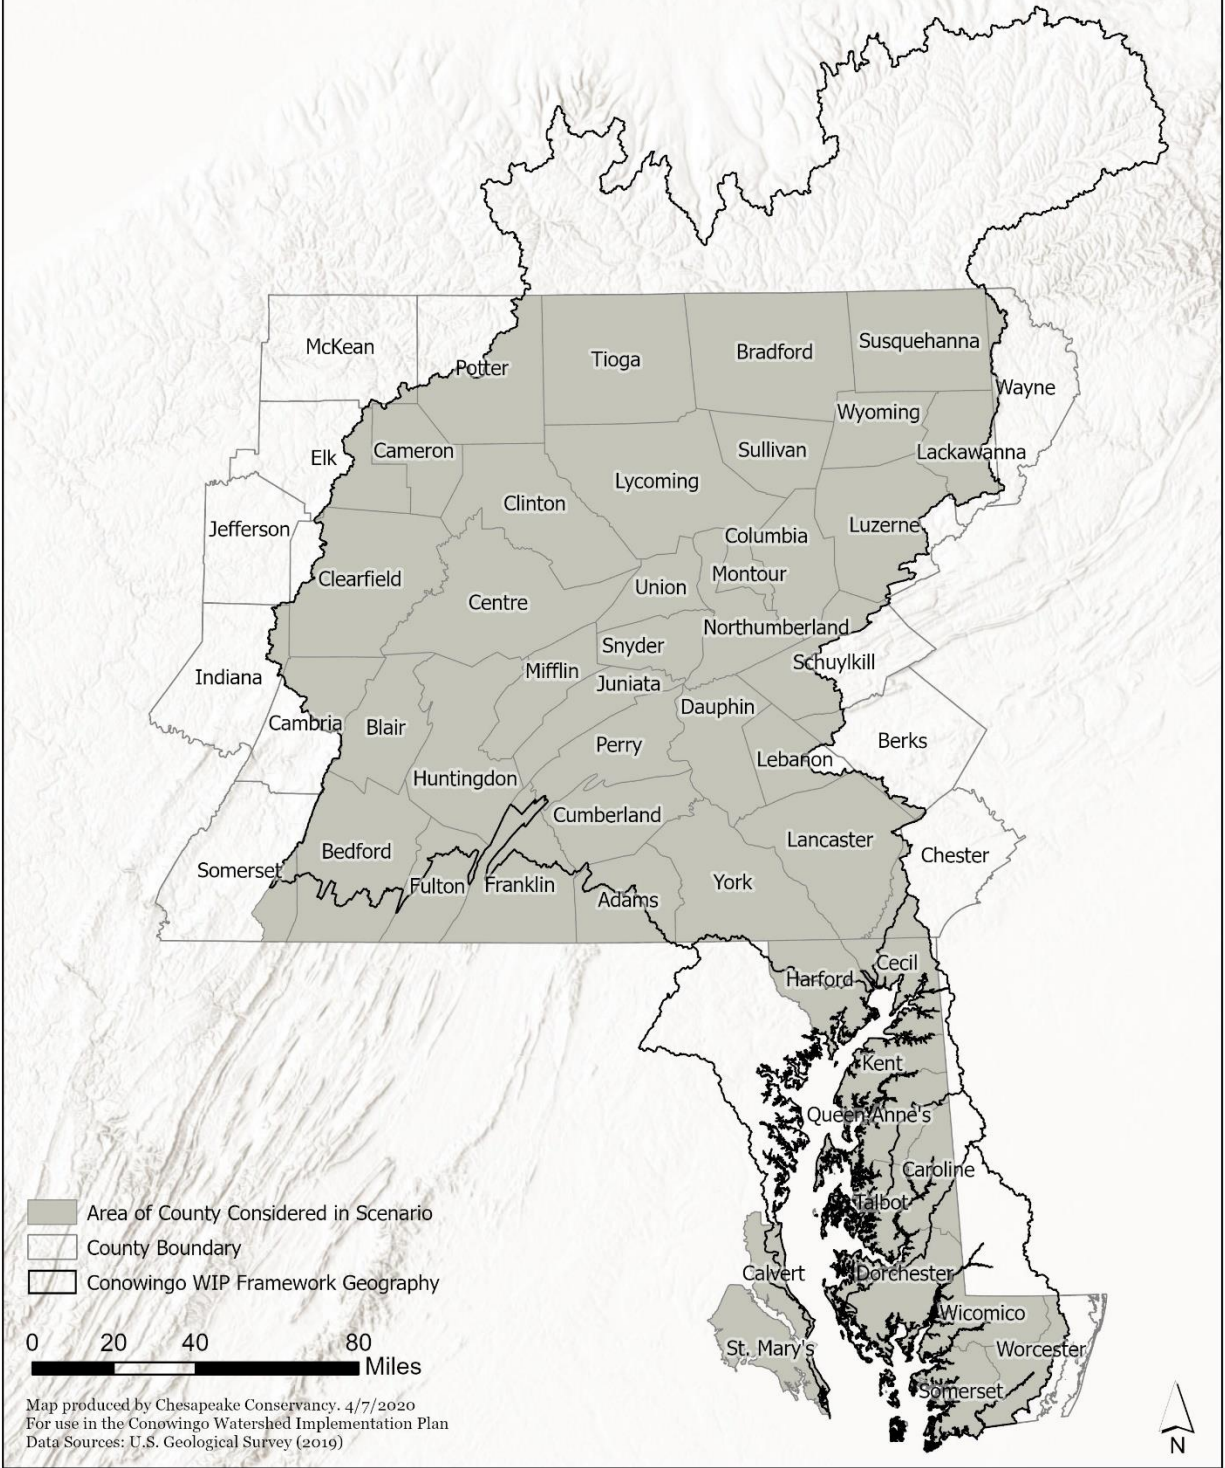 McKean
Potter
Tioga
Bradford
Susquehanna
Wayne
Wyoming
Elk
Cameron
Sullivan
Lackawanna
Lycoming
Clinton
Jefferson
Luzerne
Columbia
Clearfield
Montour
Union
Centre
Northumberland
Snyder
Schuylkill
Mifflin
Indiana
Juniata
Dauphin
Cambria
Blair
Berks
Perry
Lebanon
Huntingdon
Cumberland
Lancaster
Bedford
Chester
Somerset
Fulton
Franklin
York
Adams
Cecil
Harford
Kent
Queen Anne's
Caroline
Talbot
Calvert
Dorchester
Wicomico
St. Mary's
Worcester
Somerset
Area of County Considered in Scenario
County Boundary
Conowingo WIP Framework Geography
0 20 40 80
Miles
Map produced by Chesapeake Conservancy. 4/7/2020
For use in the Conowingo Watershed Implementation Plan
Data Sources: U.S. Geological Survey (2019)
N